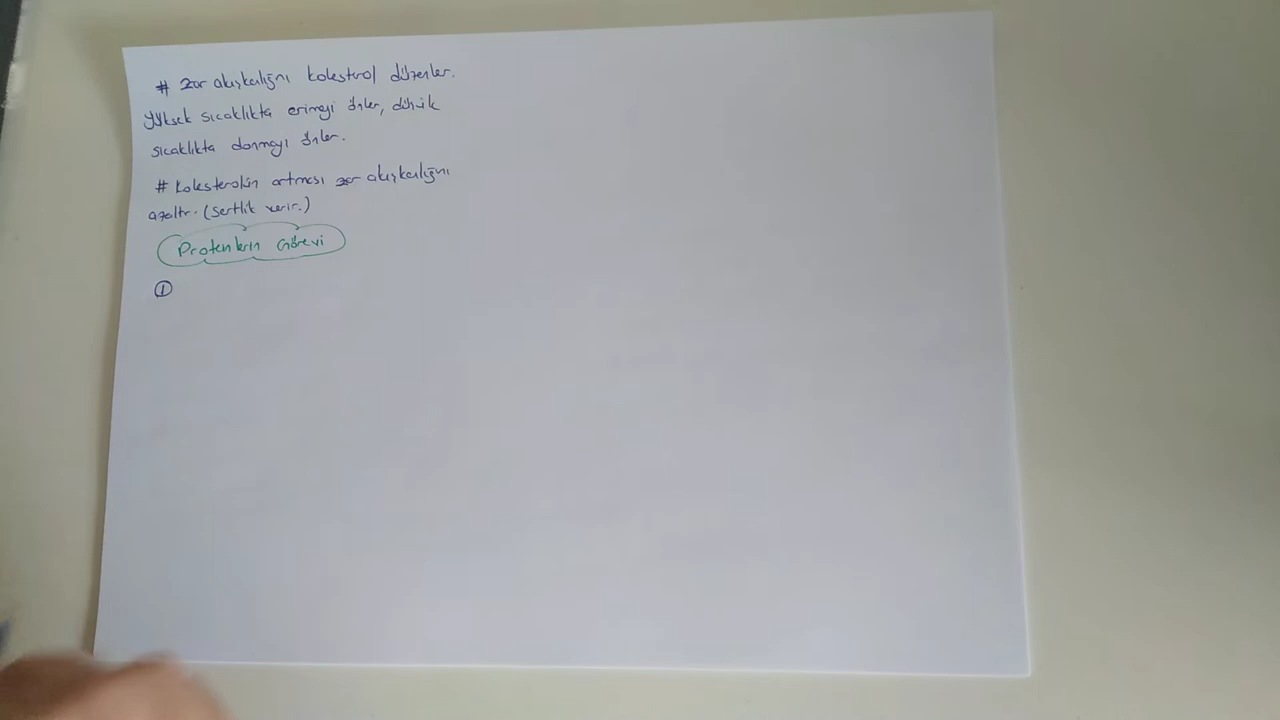 # zar akışkanlığını kolestrol düzenler.
Yüksek sıcaklıkta erimeyi önler, düşük
sıcaklıkta donmayı önler.
# Kolesterolün artması zar akışkanlığını
azaltır. (Sertlik verir.)
Proteinlerin Görevi
①